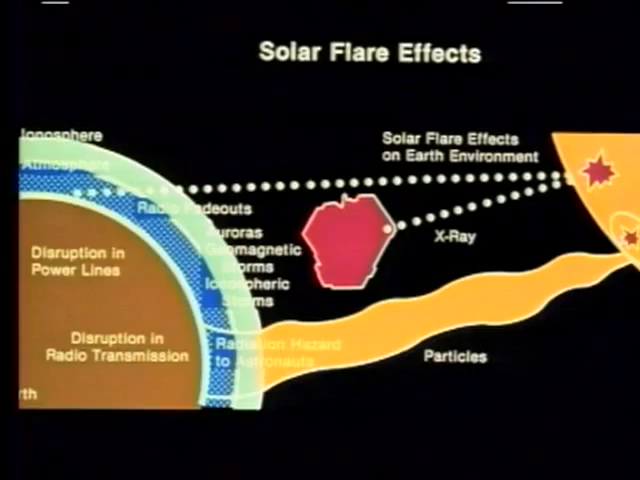 Solar Flare Effects
Ionosphere
Solar Flare Effects
on Earth Environment
Atmosphere
Radio Fadeouts
Auroras
Geomagnetic
Storms
Ionospheric
Storms
X-Ray
Disruption in
Power Lines
Disruption in
Radio Transmission
Radiation Hazard
to Astronauts
Particles
rth